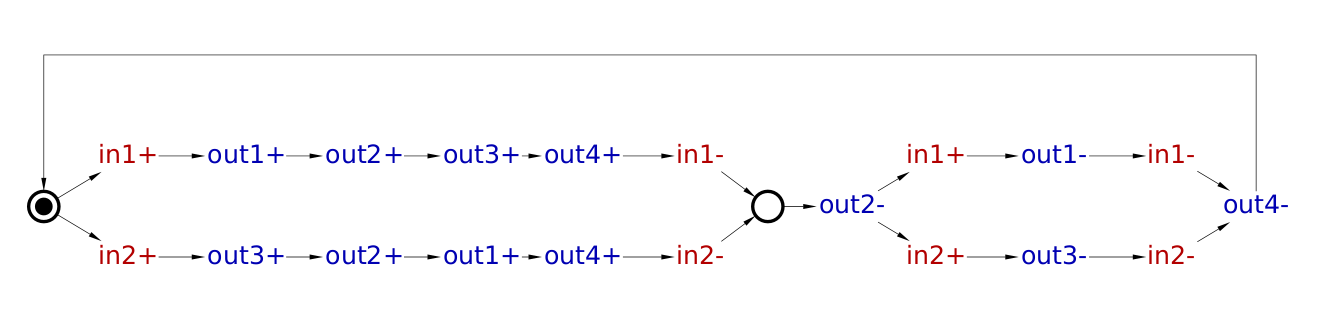 in1+ out1+ out2+ out3+ out4+ in1- in1+ out1- in1-
out2- out4-
in2+ out3+ out2+ out1+ out4+ in2- in2+ out3- in2-